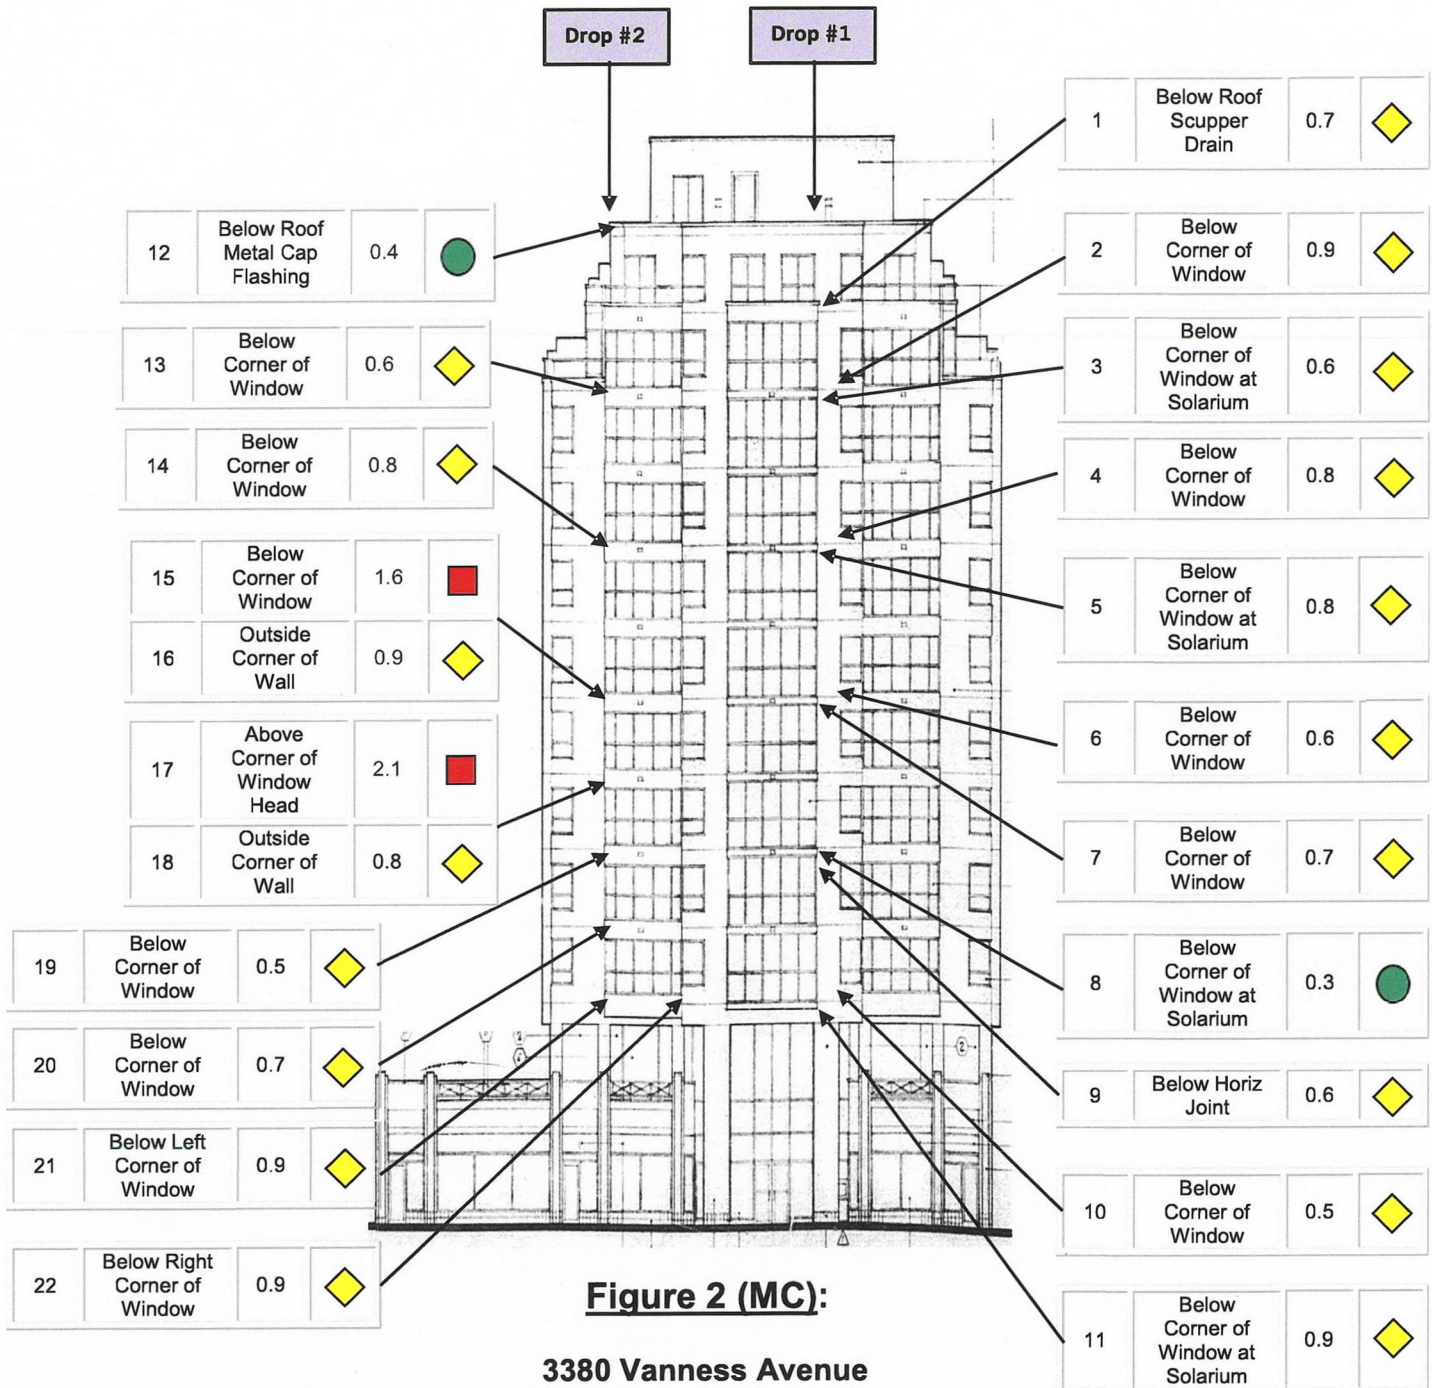 Drop #2
Drop #1
1
Below Roof
Scupper
Drain
0.7
2
Below
Corner of
Window
0.9
3
Below
Corner of
Window at
Solarium
0.6
4
Below
Corner of
Window
0.8
5
Below
Corner of
Window at
Solarium
0.8
6
Below
Corner of
Window
0.6
7
Below
Corner of
Window
0.7
8
Below
Corner of
Window at
Solarium
0.3
9
Below Horiz
Joint
0.6
10
Below
Corner of
Window
0.5
11
Below
Corner of
Window at
Solarium
0.9
12
Below Roof
Metal Cap
Flashing
0.4
13
Below
Corner of
Window
0.6
14
Below
Corner of
Window
0.8
15
Below
Corner of
Window
1.6
16
Outside
Corner of
Wall
0.9
17
Above
Corner of
Window
Head
2.1
18
Outside
Corner of
Wall
0.8
19
Below
Corner of
Window
0.5
20
Below
Corner of
Window
0.7
21
Below Left
Corner of
Window
0.9
22
Below Right
Corner of
Window
0.9
2
Figure 2 (MC):
3380 Vanness Avenue